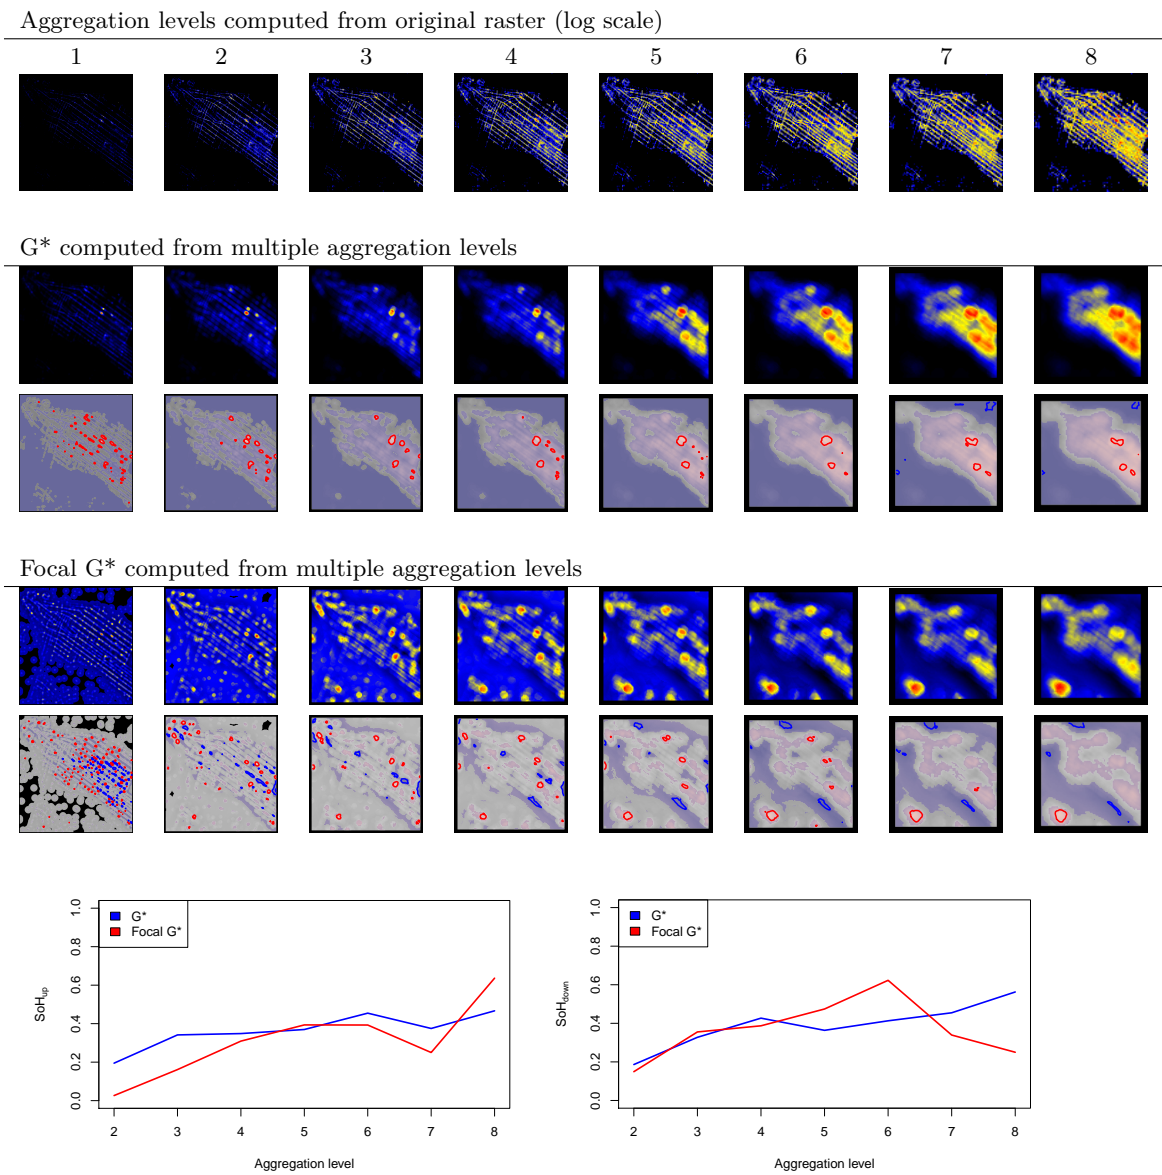 Aggregation levels computed from original raster (log scale)
1 2 3 4 5 6 7 8
G* computed from multiple aggregation levels
Focal G* computed from multiple aggregation levels
G*
Focal G*
SoHup
0.0 0.2 0.4 0.6 0.8 1.0
2 3 4 5 6 7 8
Aggregation level
G*
Focal G*
SoHdown
0.0 0.2 0.4 0.6 0.8 1.0
2 3 4 5 6 7 8
Aggregation level